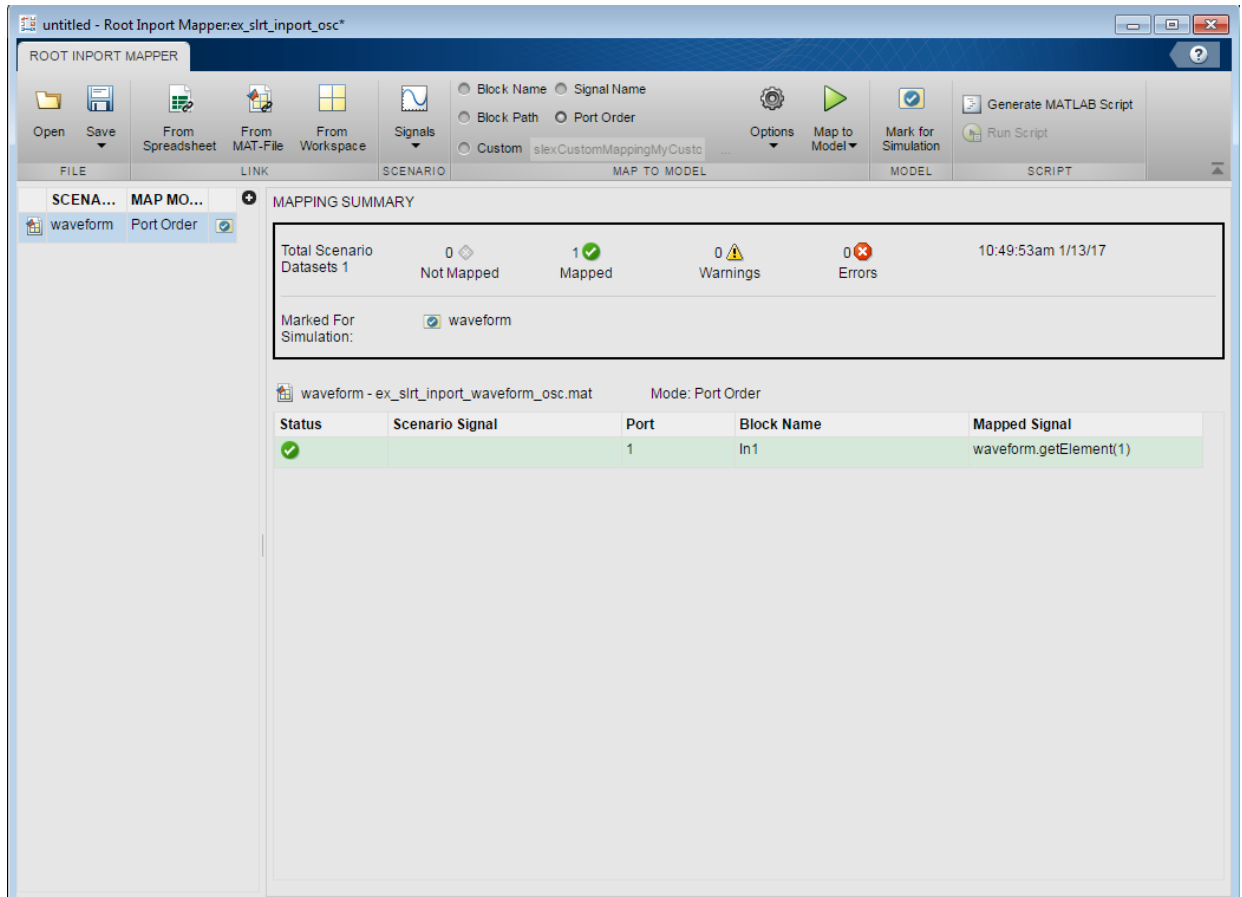 untitled - Root Inport Mapper:ex_slrt_inport_osc*
ROOT INPORT MAPPER
?
Block Name Signal Name
Block Path Port Order
Custom slexCustomMappingMyCustc ...
Open Save From Spreadsheet From MAT-File From Workspace Signals Options Map to Model Mark for Simulation Generate MATLAB Script
Run Script
FILE LINK SCENARIO MAP TO MODEL MODEL SCRIPT
SCENA... MAP MO...
waveform Port Order
MAPPING SUMMARY
Total Scenario Datasets 1
0 Not Mapped
1 Mapped
0 Warnings
0 Errors
10:49:53am 1/13/17
Marked For Simulation:
waveform
waveform - ex_slrt_inport_waveform_osc.mat Mode: Port Order
Status Scenario Signal Port Block Name Mapped Signal
1 In1 waveform.getElement(1)